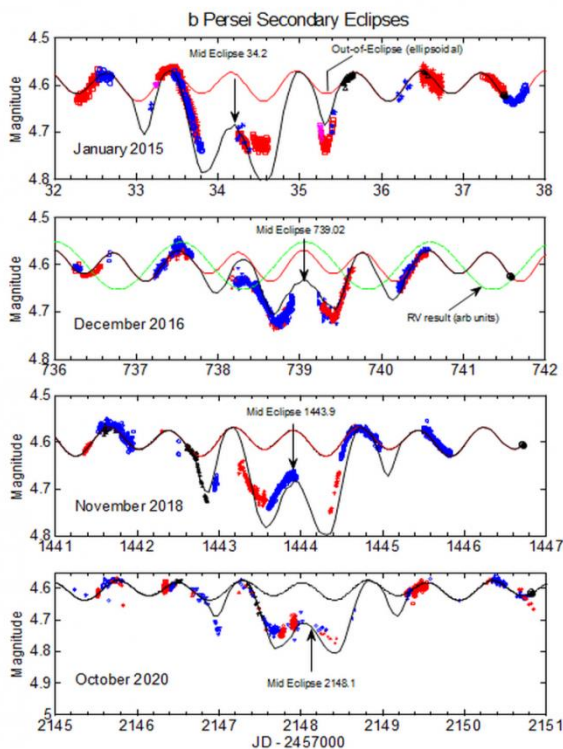 b Persei Secondary Eclipses
4.5
4.6
4.7
4.8
Magnitude
Mid Eclipse 34.2
Out-of-Eclipse (ellipsoidal)
January 2015
32 33 34 35 36 37 38
4.5
4.6
4.7
4.8
Magnitude
Mid Eclipse 739.02
RV result (arb units)
December 2016
736 737 738 739 740 741 742
4.5
4.6
4.7
4.8
Magnitude
Mid Eclipse 1443.9
November 2018
1441 1442 1443 1444 1445 1446 1447
4.6
4.7
4.8
4.9
5
Magnitude
October 2020
Mid Eclipse 2148.1
2145 2146 2147 2148 2149 2150 2151
JD - 2457000